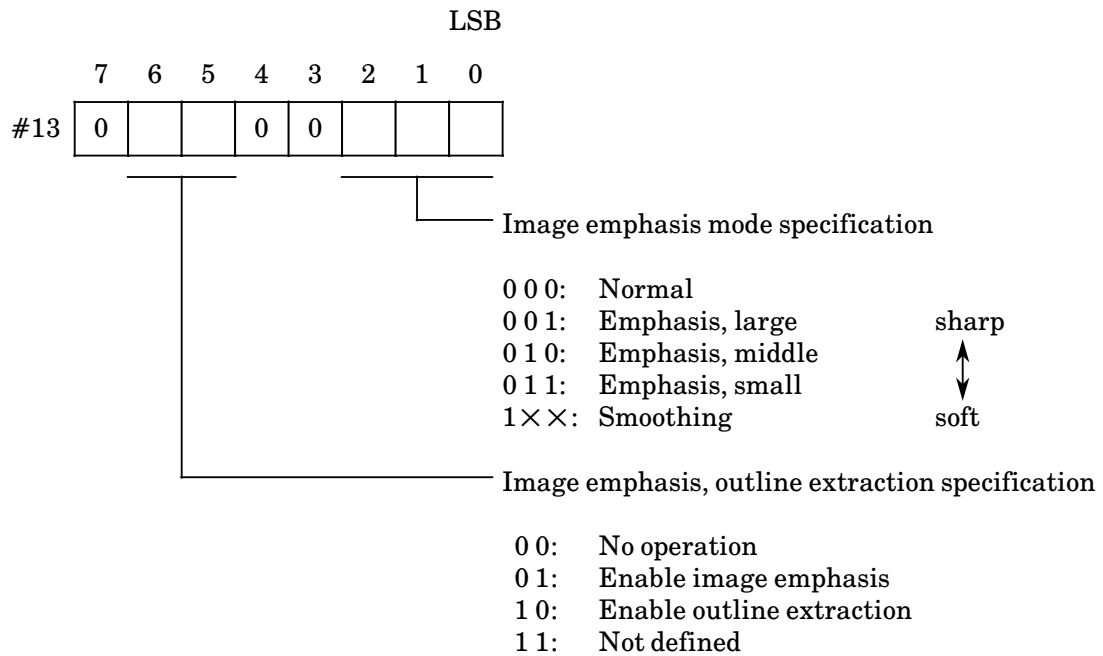 LSB
7 6 5 4 3 2 1 0
#13 0 0 0
Image emphasis mode specification
0 0 0: Normal
0 0 1: Emphasis, large sharp
0 1 0: Emphasis, middle
0 1 1: Emphasis, small
1××: Smoothing soft
Image emphasis, outline extraction specification
0 0: No operation
0 1: Enable image emphasis
1 0: Enable outline extraction
1 1: Not defined